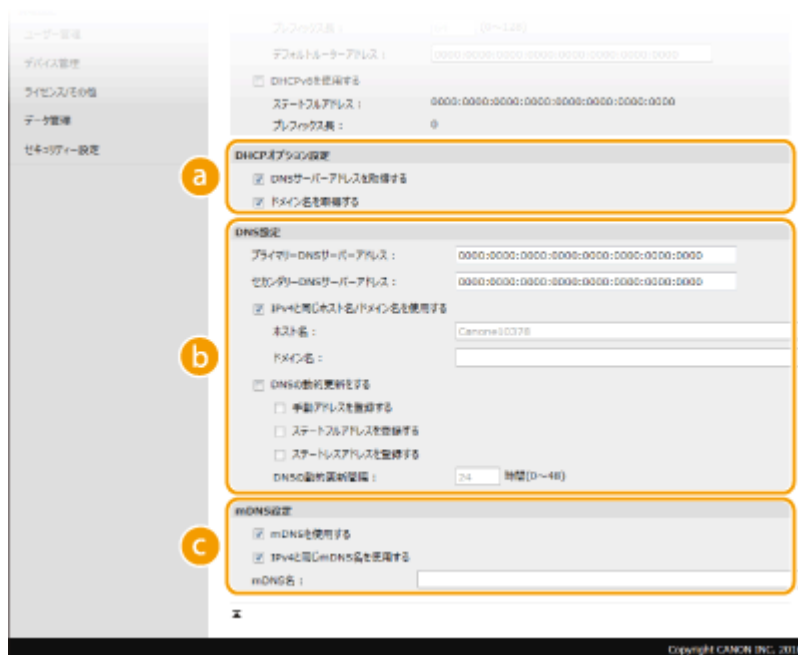 ユーザー管理
デバイス管理
ライセンス/その他
データ管理
セキュリティー設定
プレフィックス長： (0～128)
デフォルトルーターアドレス： 0000:0000:0000:0000:0000:0000:0000:0000
DHCPv6を使用する
ステートフルアドレス： 0000:0000:0000:0000:0000:0000:0000:0000
プレフィックス長： 0
a
DHCPオプション設定
DNSサーバーアドレスを取得する
ドメイン名を取得する
b
DNS設定
プライマリーDNSサーバーアドレス： 0000:0000:0000:0000:0000:0000:0000:0000
セカンダリーDNSサーバーアドレス： 0000:0000:0000:0000:0000:0000:0000:0000
IPv4と同じホスト名/ドメイン名を使用する
ホスト名： Canone10378
ドメイン名：
DNSの動的更新をする
手動アドレスを登録する
ステートフルアドレスを登録する
ステートレスアドレスを登録する
DNSの動的更新間隔： 24 時間(0～48)
c
mDNS設定
mDNSを使用する
IPv4と同じmDNS名を使用する
mDNS名：
Copyright CANON INC. 201